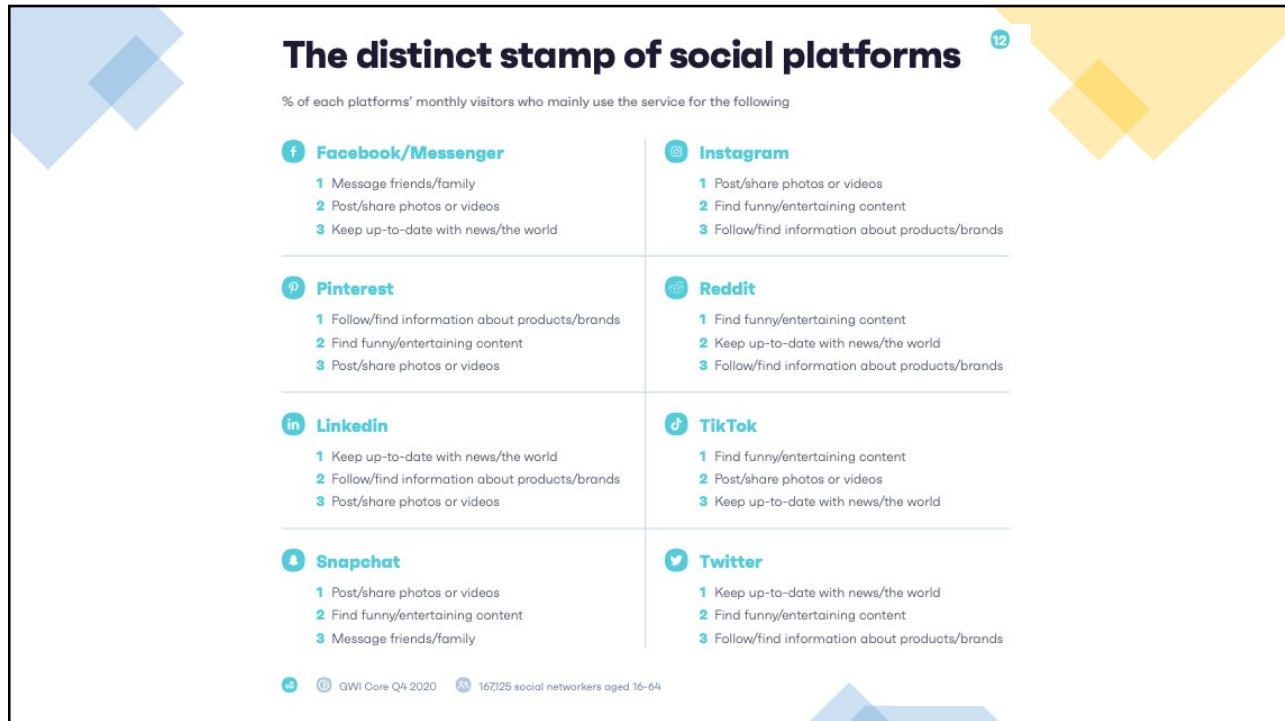 The distinct stamp of social platforms
12
% of each platforms' monthly visitors who mainly use the service for the following
Facebook/Messenger
1 Message friends/family
2 Post/share photos or videos
3 Keep up-to-date with news/the world
Instagram
1 Post/share photos or videos
2 Find funny/entertaining content
3 Follow/find information about products/brands
Pinterest
1 Follow/find information about products/brands
2 Find funny/entertaining content
3 Post/share photos or videos
Reddit
1 Find funny/entertaining content
2 Keep up-to-date with news/the world
3 Follow/find information about products/brands
Linkedin
1 Keep up-to-date with news/the world
2 Follow/find information about products/brands
3 Post/share photos or videos
TikTok
1 Find funny/entertaining content
2 Post/share photos or videos
3 Keep up-to-date with news/the world
Snapchat
1 Post/share photos or videos
2 Find funny/entertaining content
3 Message friends/family
Twitter
1 Keep up-to-date with news/the world
2 Find funny/entertaining content
3 Follow/find information about products/brands
GWI Core Q4 2020 167,125 social networkers aged 16-64